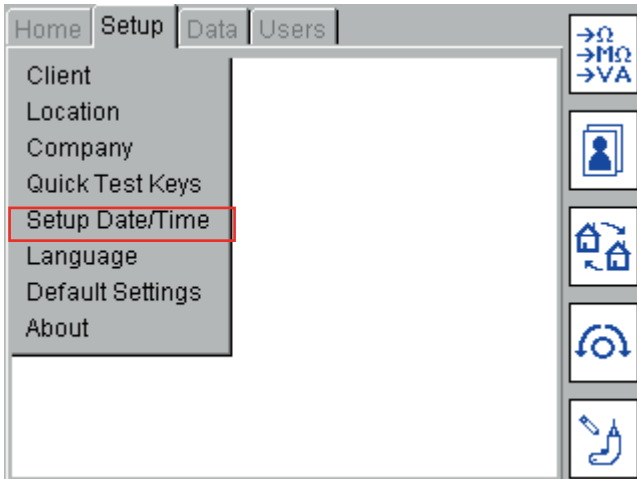 Home Setup Data Users
Client
Location
Company
Quick Test Keys
Setup Date/Time
Language
Default Settings
About
→Ω
→MΩ
→VA